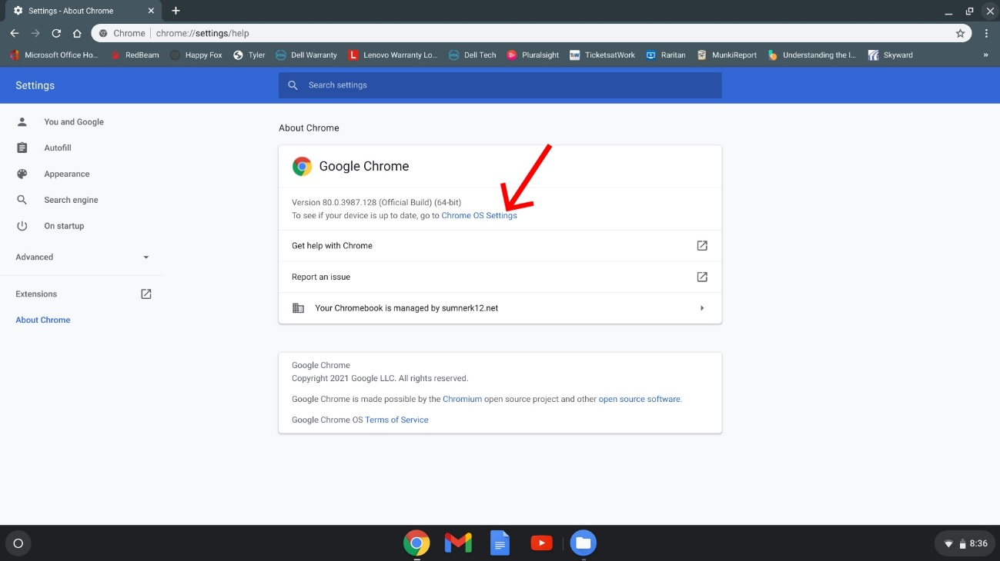 Settings - About Chrome
Chrome chrome://settings/help
Microsoft Office Ho... RedBeam Happy Fox Tyler Dell Warranty Lenovo Warranty Lo... Dell Tech Pluralsight TicketsatWork Raritan MunkiReport Understanding the I... Skyward »
Settings
Search settings
You and Google
Autofill
Appearance
Search engine
On startup
Advanced
Extensions
About Chrome
About Chrome
Google Chrome
Version 80.0.3987.128 (Official Build) (64-bit)
To see if your device is up to date, go to Chrome OS Settings
Get help with Chrome
Report an issue
Your Chromebook is managed by sumnerk12.net
Google Chrome
Copyright 2021 Google LLC. All rights reserved.
Google Chrome is made possible by the Chromium open source project and other open source software.
Google Chrome OS Terms of Service
8:36